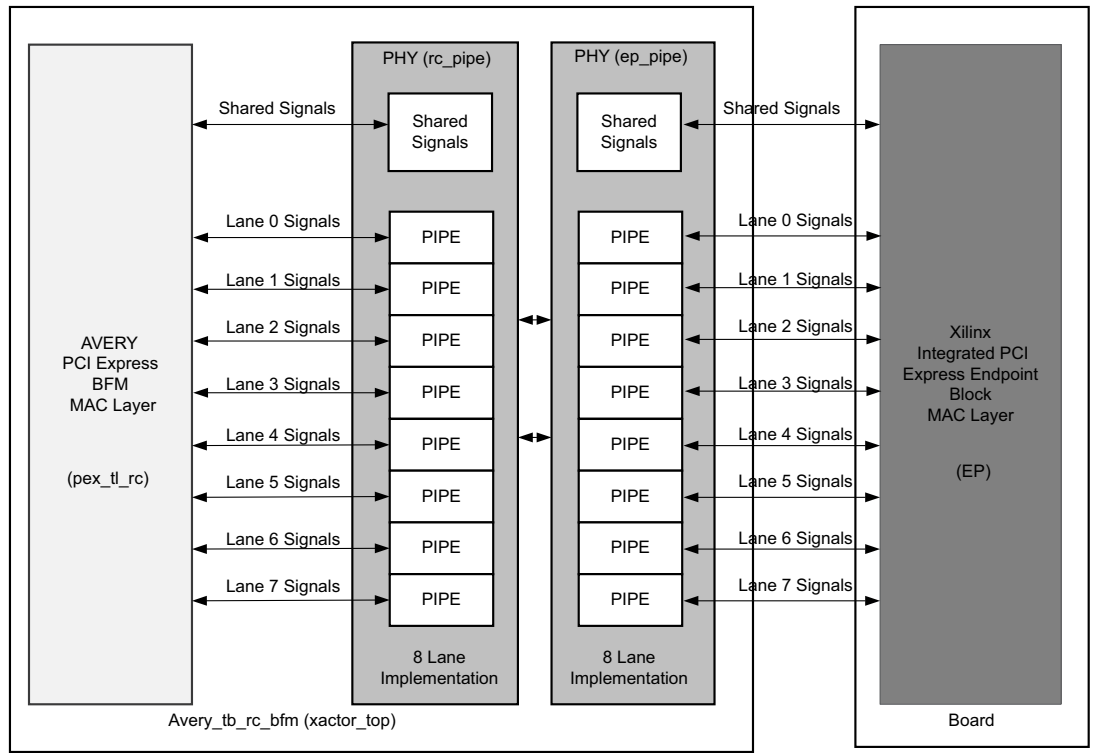 PHY (rc_pipe)
PHY (ep_pipe)
Shared Signals
Shared
Signals
Shared
Signals
Shared Signals
Lane 0 Signals
PIPE
PIPE
Lane 0 Signals
Lane 1 Signals
PIPE
PIPE
Lane 1 Signals
Lane 2 Signals
PIPE
PIPE
Lane 2 Signals
Lane 3 Signals
PIPE
PIPE
Lane 3 Signals
Lane 4 Signals
PIPE
PIPE
Lane 4 Signals
Lane 5 Signals
PIPE
PIPE
Lane 5 Signals
Lane 6 Signals
PIPE
PIPE
Lane 6 Signals
Lane 7 Signals
PIPE
PIPE
Lane 7 Signals
AVERY
PCI Express
BFM
MAC Layer
(pex_tl_rc)
Xilinx
Integrated PCI
Express Endpoint
Block
MAC Layer
(EP)
8 Lane
Implementation
8 Lane
Implementation
Avery_tb_rc_bfm (xactor_top)
Board